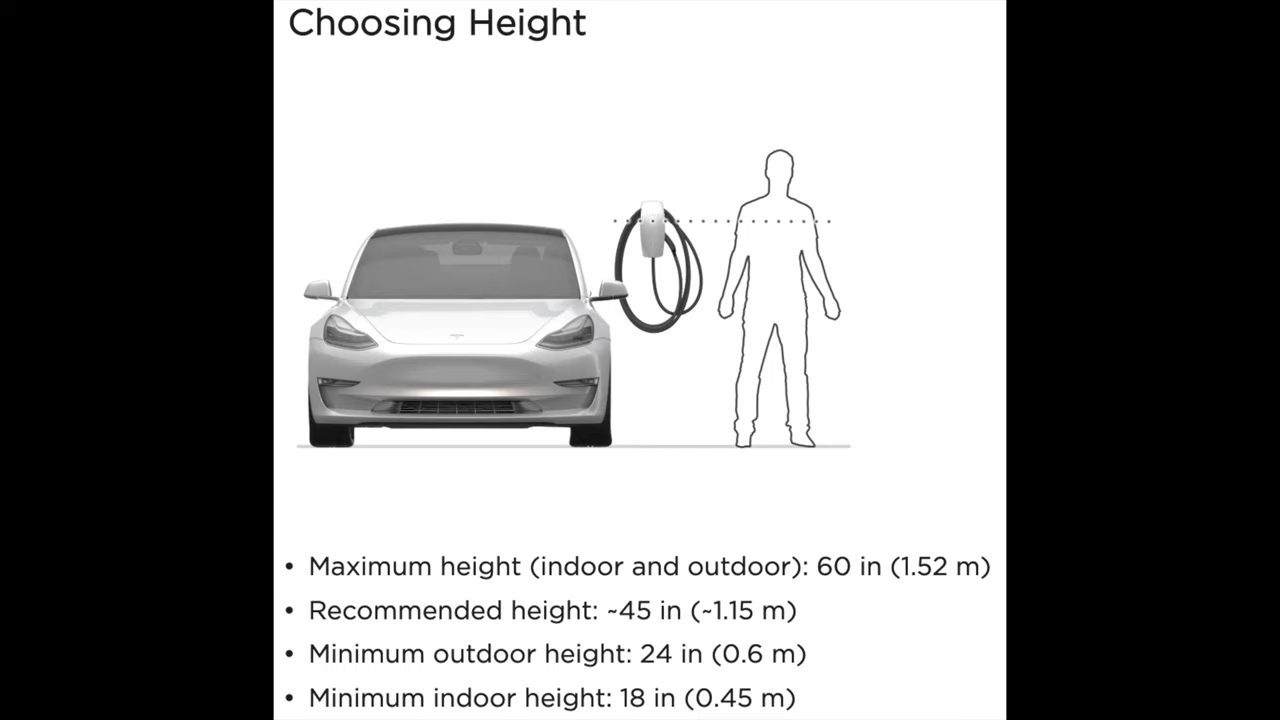 Choosing Height
• Maximum height (indoor and outdoor): 60 in (1.52 m)
• Recommended height: ~45 in (~1.15 m)
• Minimum outdoor height: 24 in (0.6 m)
• Minimum indoor height: 18 in (0.45 m)